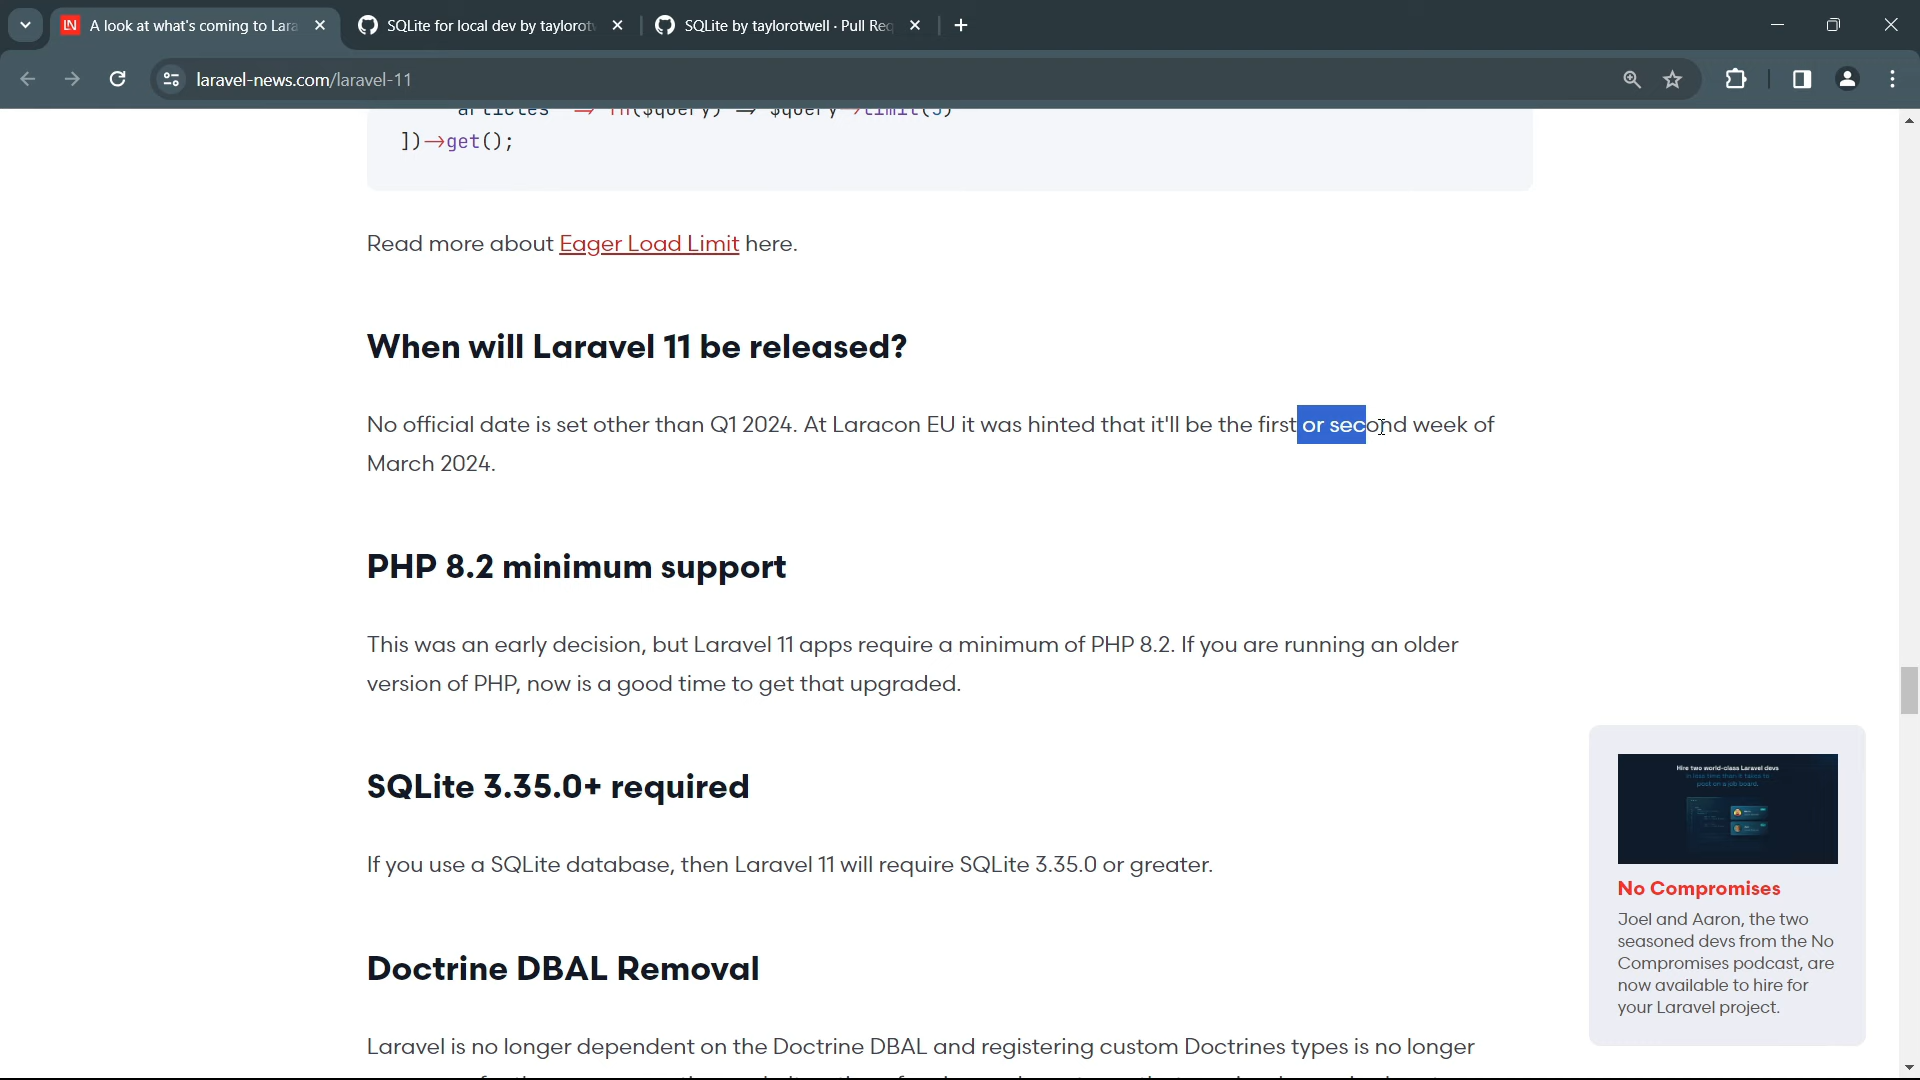 A look at what's coming to Lara
SQLite for local dev by taylorotw
SQLite by taylorotwell · Pull Req
laravel-news.com/laravel-11
articles → fn($query) ⇒ $query→limit(3)
])→get();
Read more about Eager Load Limit here.
When will Laravel 11 be released?
No official date is set other than Q1 2024. At Laracon EU it was hinted that it'll be the first or second week of
March 2024.
PHP 8.2 minimum support
This was an early decision, but Laravel 11 apps require a minimum of PHP 8.2. If you are running an older
version of PHP, now is a good time to get that upgraded.
SQLite 3.35.0+ required
If you use a SQLite database, then Laravel 11 will require SQLite 3.35.0 or greater.
Doctrine DBAL Removal
Laravel is no longer dependent on the Doctrine DBAL and registering custom Doctrines types is no longer
Hire two world-class Laravel devs
in less time than it takes to
post on a job board.
No Compromises
Joel and Aaron, the two
seasoned devs from the No
Compromises podcast, are
now available to hire for
your Laravel project.